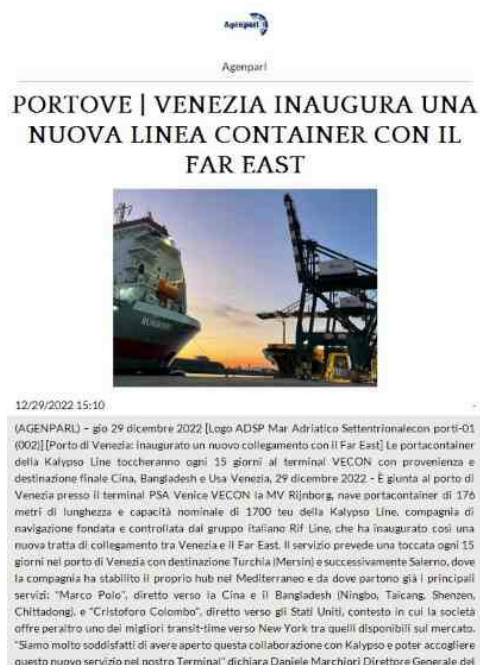 Agenparl
Agenparl
PORTOVE | VENEZIA INAUGURA UNA
NUOVA LINEA CONTAINER CON IL
FAR EAST
12/29/2022 15:10
(AGENPARL) – gio 29 dicembre 2022 [Logo ADSP Mar Adriatico Settentrionalecon porti-01
(002)] [Porto di Venezia: inaugurato un nuovo collegamento con il Far East] Le portacontainer
della Kalypso Line toccheranno ogni 15 giorni al terminal VECON con provenienza e
destinazione finale Cina, Bangladesh e Usa Venezia, 29 dicembre 2022 - È giunta al porto di
Venezia presso il terminal PSA Venice VECON la MV Rijnborg, nave portacontainer di 176
metri di lunghezza e capacità nominale di 1700 teu della Kalypso Line, compagnia di
navigazione fondata e controllata dal gruppo italiano Rif Line, che ha inaugurato così una
nuova tratta di collegamento tra Venezia e il Far East. Il servizio prevede una toccata ogni 15
giorni nel porto di Venezia con destinazione Turchia (Mersin) e successivamente Salerno, dove
la compagnia ha stabilito il proprio hub nel Mediterraneo e da dove partono già i principali
servizi: "Marco Polo", diretto verso la Cina e il Bangladesh (Ningbo, Taicang, Shenzen,
Chittadong), e "Cristoforo Colombo", diretto verso gli Stati Uniti, contesto in cui la società
offre peraltro uno dei migliori transit-time verso New York tra quelli disponibili sul mercato.
"Siamo molto soddisfatti di avere aperto questa collaborazione con Kalypso e poter accogliere
questo nuovo servizio nel nostro Terminal" dichiara Daniele Marchiori Direttore Generale del